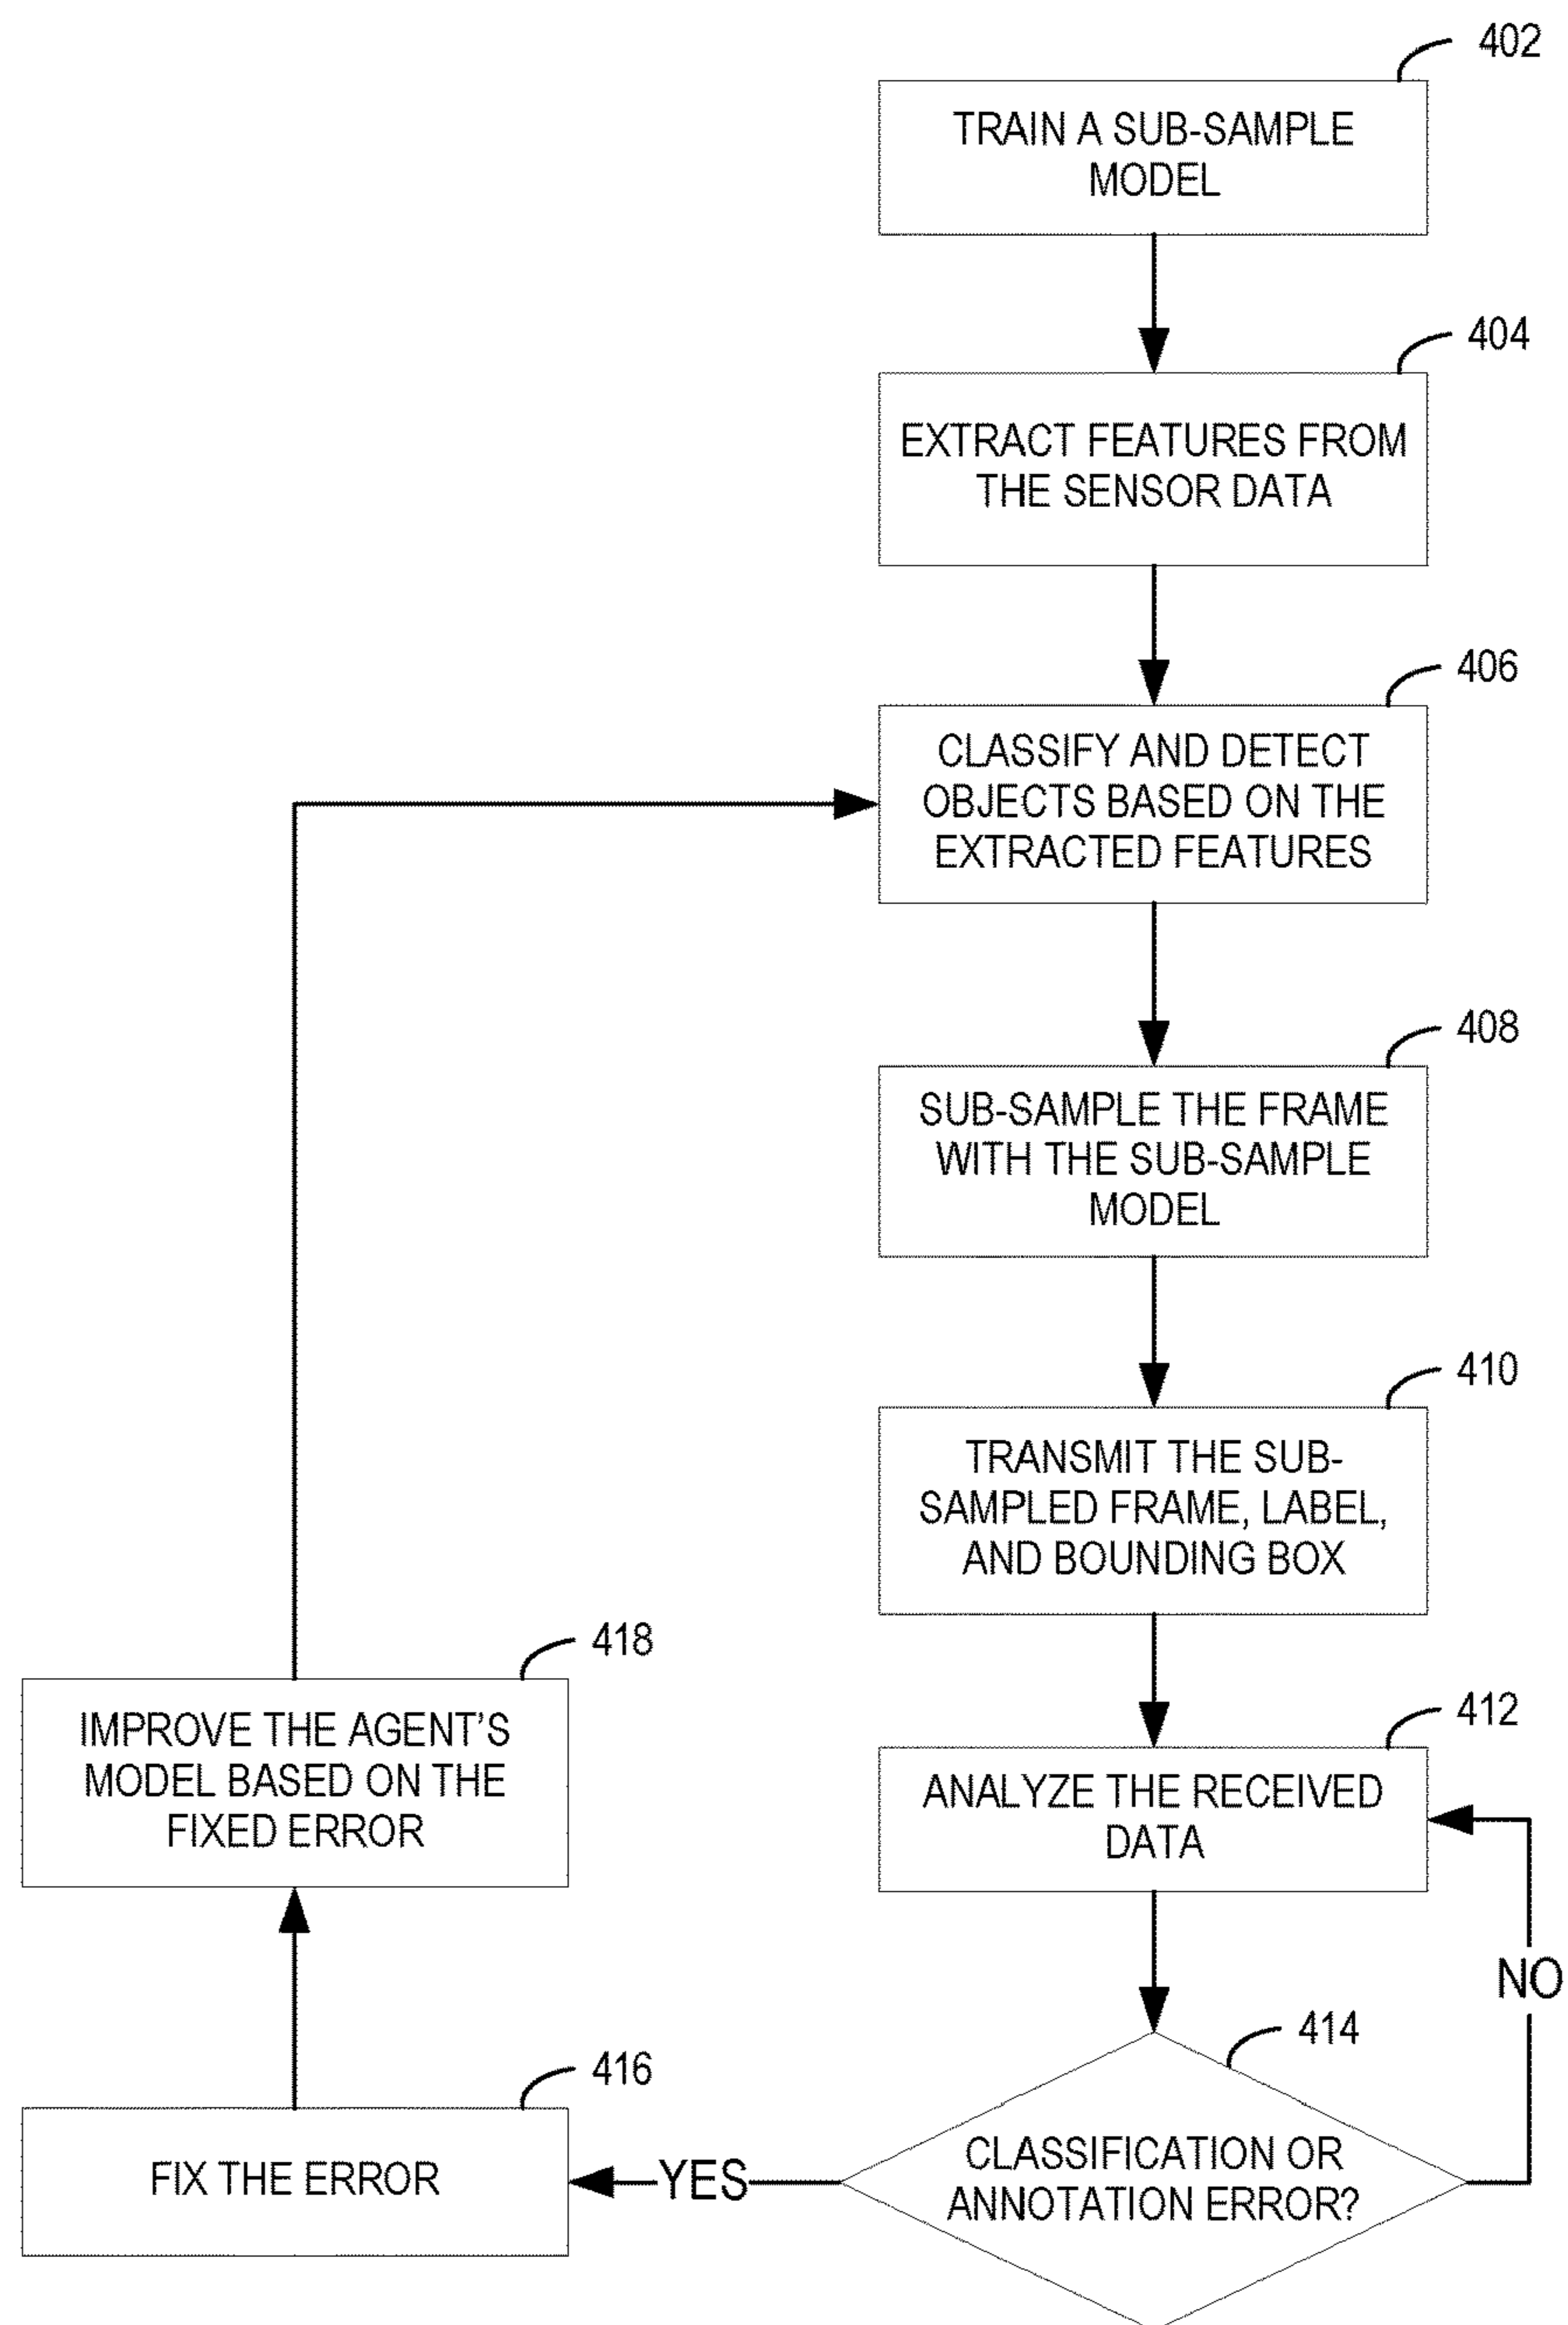 402
TRAIN A SUB-SAMPLE
MODEL
404
EXTRACT FEATURES FROM
THE SENSOR DATA
406
CLASSIFY AND DETECT
OBJECTS BASED ON THE
EXTRACTED FEATURES
408
SUB-SAMPLE THE FRAME
WITH THE SUB-SAMPLE
MODEL
410
TRANSMIT THE SUB-
SAMPLED FRAME, LABEL,
AND BOUNDING BOX
412
ANALYZE THE RECEIVED
DATA
NO
414
CLASSIFICATION OR
ANNOTATION ERROR?
YES
416
FIX THE ERROR
418
IMPROVE THE AGENT'S
MODEL BASED ON THE
FIXED ERROR